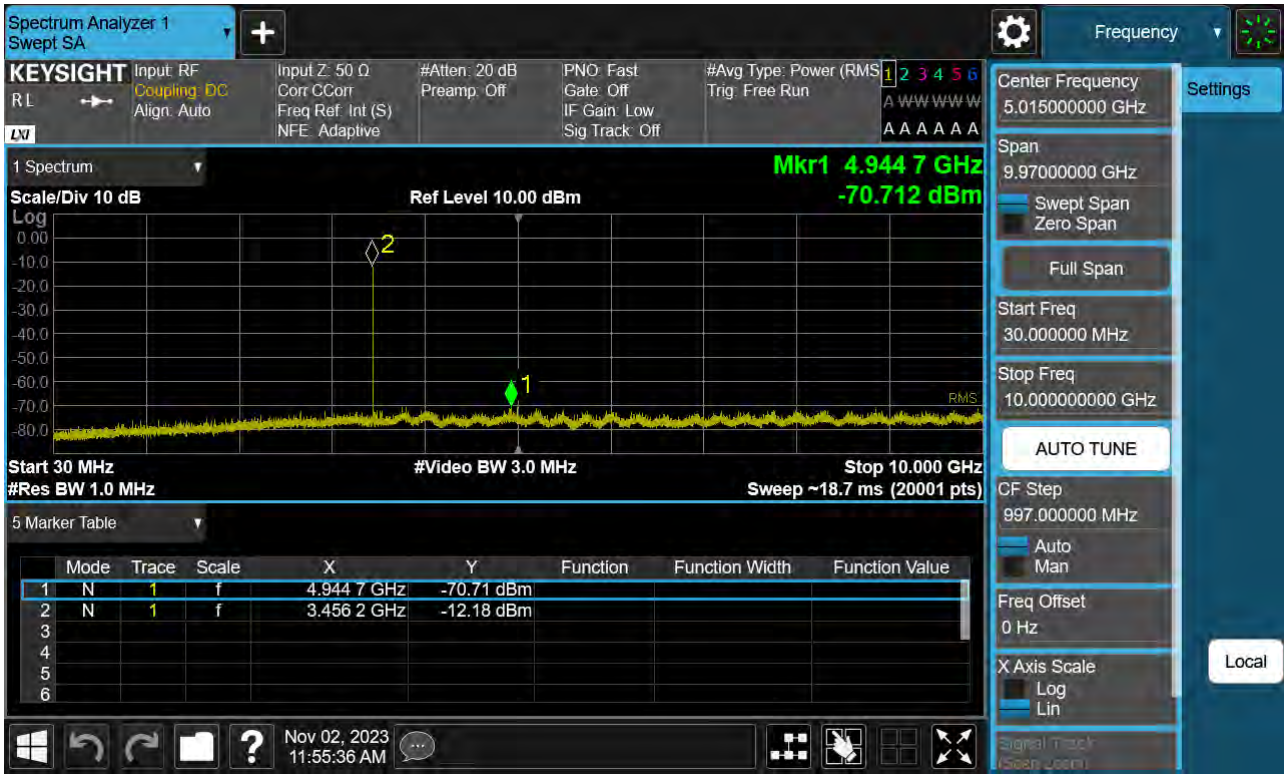 Spectrum Analyzer 1
Swept SA
+
Frequency
KEYSIGHT
RL
LXI
Input: RF
Coupling: DC
Align: Auto
Input Z: 50 Ω
Corr CCorr
Freq Ref: Int (S)
NFE: Adaptive
#Atten: 20 dB
Preamp: Off
PNO: Fast
Gate: Off
IF Gain: Low
Sig Track: Off
#Avg Type: Power (RMS
Trig: Free Run
1 2 3 4 5 6
A W W W W W
A A A A A A
1 Spectrum
Scale/Div 10 dB
Ref Level 10.00 dBm
Mkr1 4.944 7 GHz
-70.712 dBm
Log
0.00
-10.0
-20.0
-30.0
-40.0
-50.0
-60.0
-70.0
-80.0
2
1
RMS
Start 30 MHz
#Video BW 3.0 MHz
Stop 10.000 GHz
#Res BW 1.0 MHz
Sweep ~18.7 ms (20001 pts)
5 Marker Table
Mode Trace Scale X Y Function Function Width Function Value
1 N 1 f 4.944 7 GHz -70.71 dBm
2 N 1 f 3.456 2 GHz -12.18 dBm
3
4
5
6
Nov 02, 2023
11:55:36 AM
?
Center Frequency
5.015000000 GHz
Settings
Span
9.97000000 GHz
Swept Span
Zero Span
Full Span
Start Freq
30.000000 MHz
Stop Freq
10.000000000 GHz
AUTO TUNE
CF Step
997.000000 MHz
Auto
Man
Freq Offset
0 Hz
X Axis Scale
Log
Lin
Local
Signal Track
(Span Zoom)